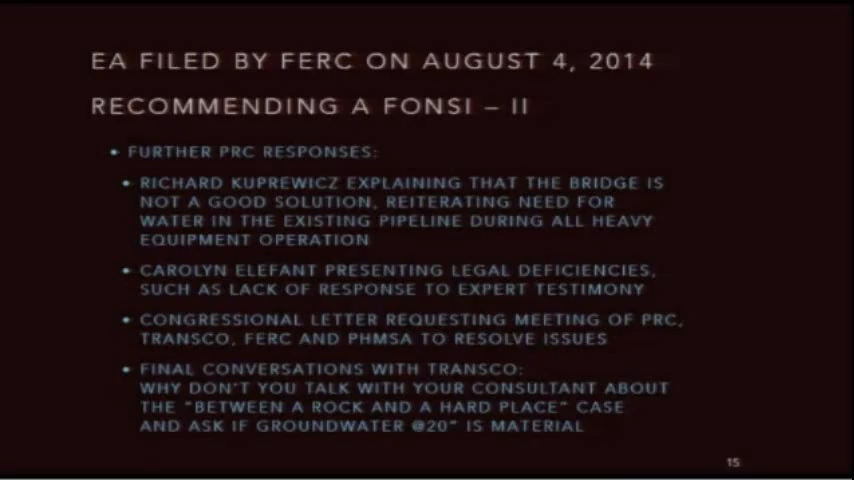 EA FILED BY FERC ON AUGUST 4, 2014
RECOMMENDING A FONSI – II
• FURTHER PRC RESPONSES:
• RICHARD KUPREWICZ EXPLAINING THAT THE BRIDGE IS
NOT A GOOD SOLUTION, REITERATING NEED FOR
WATER IN THE EXISTING PIPELINE DURING ALL HEAVY
EQUIPMENT OPERATION
• CAROLYN ELEFANT PRESENTING LEGAL DEFICIENCIES,
SUCH AS LACK OF RESPONSE TO EXPERT TESTIMONY
• CONGRESSIONAL LETTER REQUESTING MEETING OF PRC,
TRANSCO, FERC AND PHMSA TO RESOLVE ISSUES
• FINAL CONVERSATIONS WITH TRANSCO:
WHY DON'T YOU TALK WITH YOUR CONSULTANT ABOUT
THE "BETWEEN A ROCK AND A HARD PLACE" CASE
AND ASK IF GROUNDWATER @20" IS MATERIAL
15